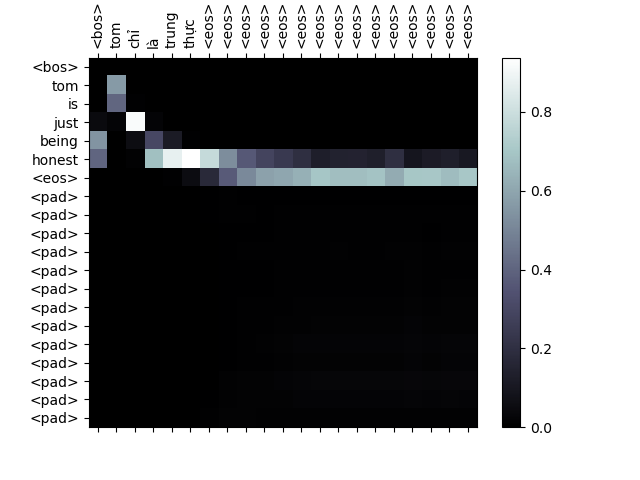 <bos> tom chỉ là trung thực <eos> <eos> <eos> <eos> <eos> <eos> <eos> <eos> <eos> <eos> <eos> <eos> <eos> <eos> <eos>
<bos>
tom
is
just
being
honest
<eos>
<pad>
<pad>
<pad>
<pad>
<pad>
<pad>
<pad>
<pad>
<pad>
<pad>
<pad>
<pad>
<pad>
0.8
0.6
0.4
0.2
0.0